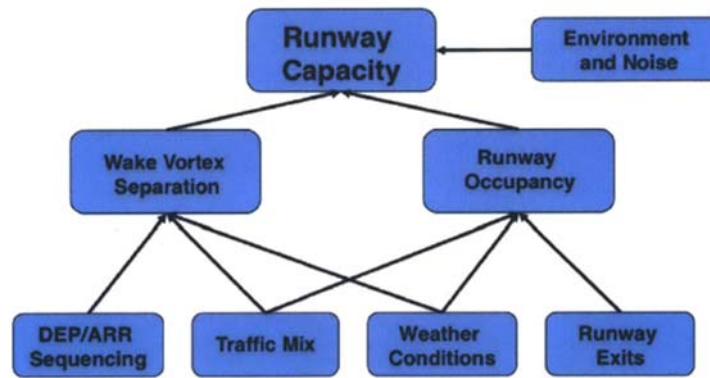 Runway
Capacity
Environment
and Noise
Wake Vortex
Separation
Runway
Occupancy
DEP/ARR
Sequencing
Traffic Mix
Weather
Conditions
Runway
Exits